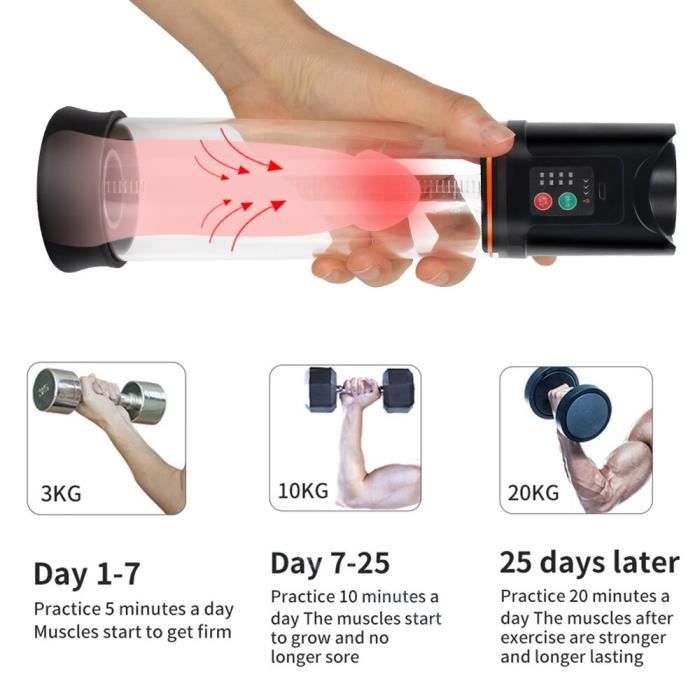 3KG
10KG
20KG
Day 1-7
Practice 5 minutes a day
Muscles start to get firm
Day 7-25
Practice 10 minutes a
day The muscles start
to grow and no
longer sore
25 days later
Practice 20 minutes a
day The muscles after
exercise are stronger
and longer lasting